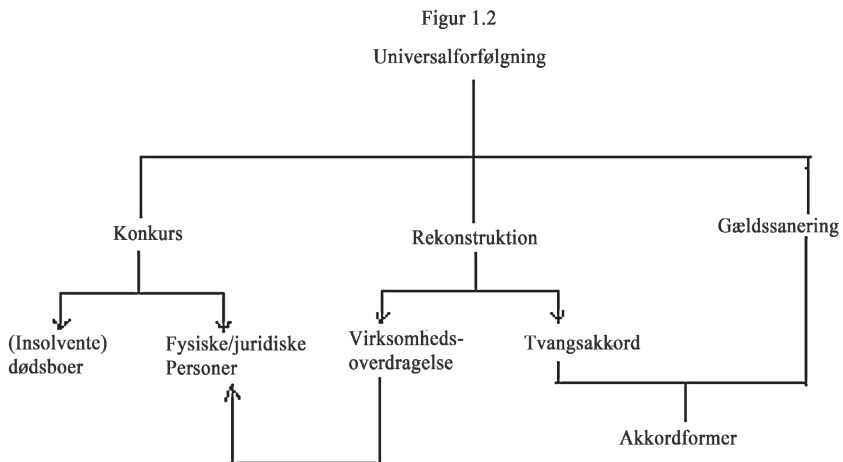 Figur 1.2
Universalforfølgning
Konkurs
Rekonstruktion
Gældssanering
(Insolvente)
dødsboer
Fysiske/juridiske
Personer
Virksomheds-
overdragelse
Tvangsakkord
Akkordformer